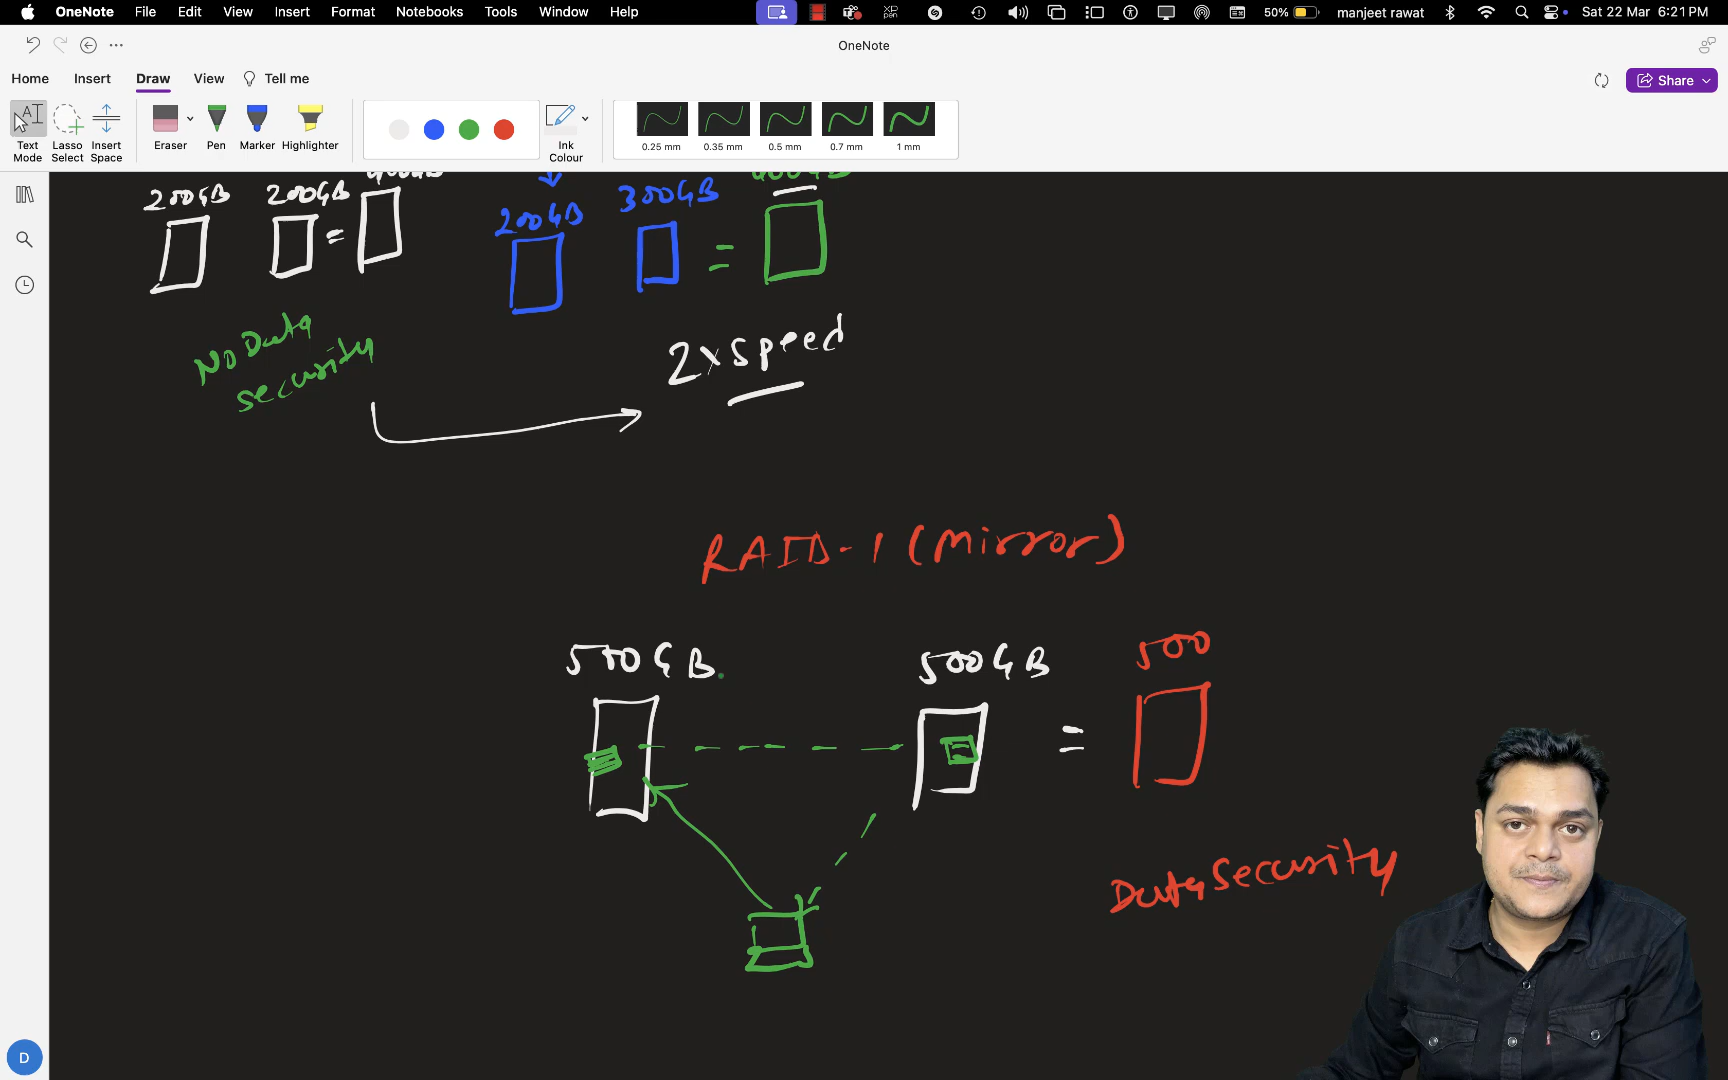 OneNote File Edit View Insert Format Notebooks Tools Window Help 50% manjeet rawat Sat 22 Mar 6:21 PM
OneNote
Home Insert Draw View Tell me Share
Text Mode Lasso Select Insert Space Eraser Pen Marker Highlighter Ink Colour 0.25 mm 0.35 mm 0.5 mm 0.7 mm 1 mm
200GB 200GB = 400GB
200GB 300GB = 400GB
No Data
security
2x speed
RAID-1 (Mirror)
500GB 500GB = 500
Data security
D